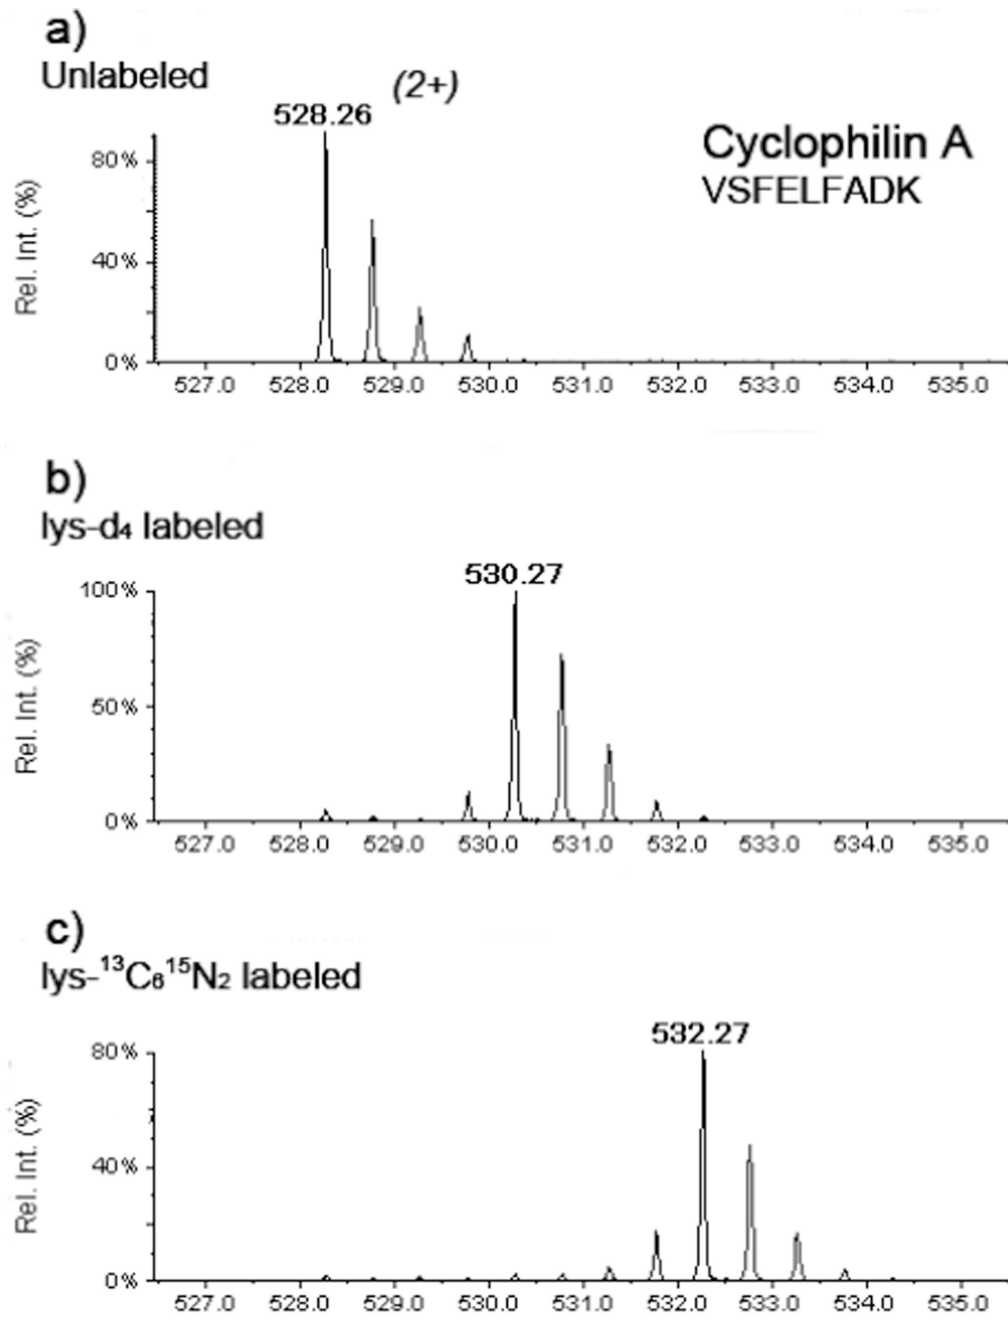 a)
Unlabeled
(2+)
528.26
Cyclophilin A
VSFELFADK
80%
40%
0%
Rel. Int. (%)
527.0 528.0 529.0 530.0 531.0 532.0 533.0 534.0 535.0
b)
lys-d₄ labeled
530.27
100%
50%
0%
Rel. Int. (%)
527.0 528.0 529.0 530.0 531.0 532.0 533.0 534.0 535.0
c)
lys-¹³C₆¹⁵N₂ labeled
532.27
80%
40%
0%
Rel. Int. (%)
527.0 528.0 529.0 530.0 531.0 532.0 533.0 534.0 535.0